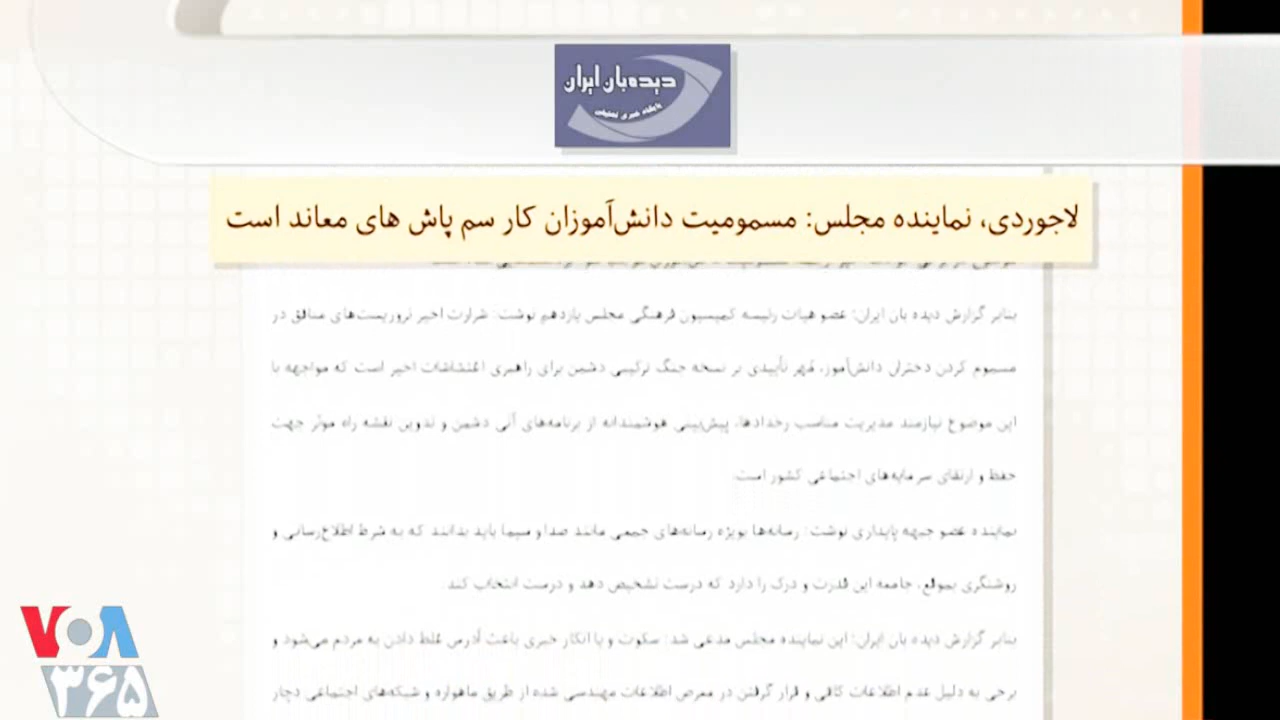 دیده‌بان ایران
پایگاه خبری تحلیلی
لاجوردی، نماینده مجلس: مسمومیت دانش‌آموزان کار سم پاش های معاند است
بنابر گزارش دیده بان ایران؛ عضو هیات رئیسه کمیسیون فرهنگی مجلس یازدهم نوشت: شرارت اخیر تروریست‌های منافق در
مسموم کردن دختران دانش‌آموز، مُهر تأییدی بر نسخه جنگ ترکیبی دشمن برای راهبری اغتشاشات اخیر است که مواجهه با
این موضوع نیازمند مدیریت مناسب رخدادها، پیش‌بینی هوشمندانه از برنامه‌های آتی دشمن و تدوین نقشه راه موثر جهت
حفظ و ارتقای سرمایه‌های اجتماعی کشور است.
نماینده عضو جبهه پایداری نوشت: رسانه‌ها بویژه رسانه‌های جمعی مانند صدا و سیما باید بدانند که به شرط اطلاع‌رسانی و
روشنگری بموقع، جامعه این قدرت و درک را دارد که درست تشخیص دهد و درست انتخاب کند.
بنابر گزارش دیده بان ایران؛ این نماینده مجلس مدعی شد: سکوت و یا انکار خبری باعث آدرس غلط دادن به مردم می‌شود و
برخی به دلیل عدم اطلاعات کافی و قرار گرفتن در معرض اطلاعات مهندسی شده از طریق ماهواره و شبکه‌های اجتماعی دچار
VOA
۳۶۵